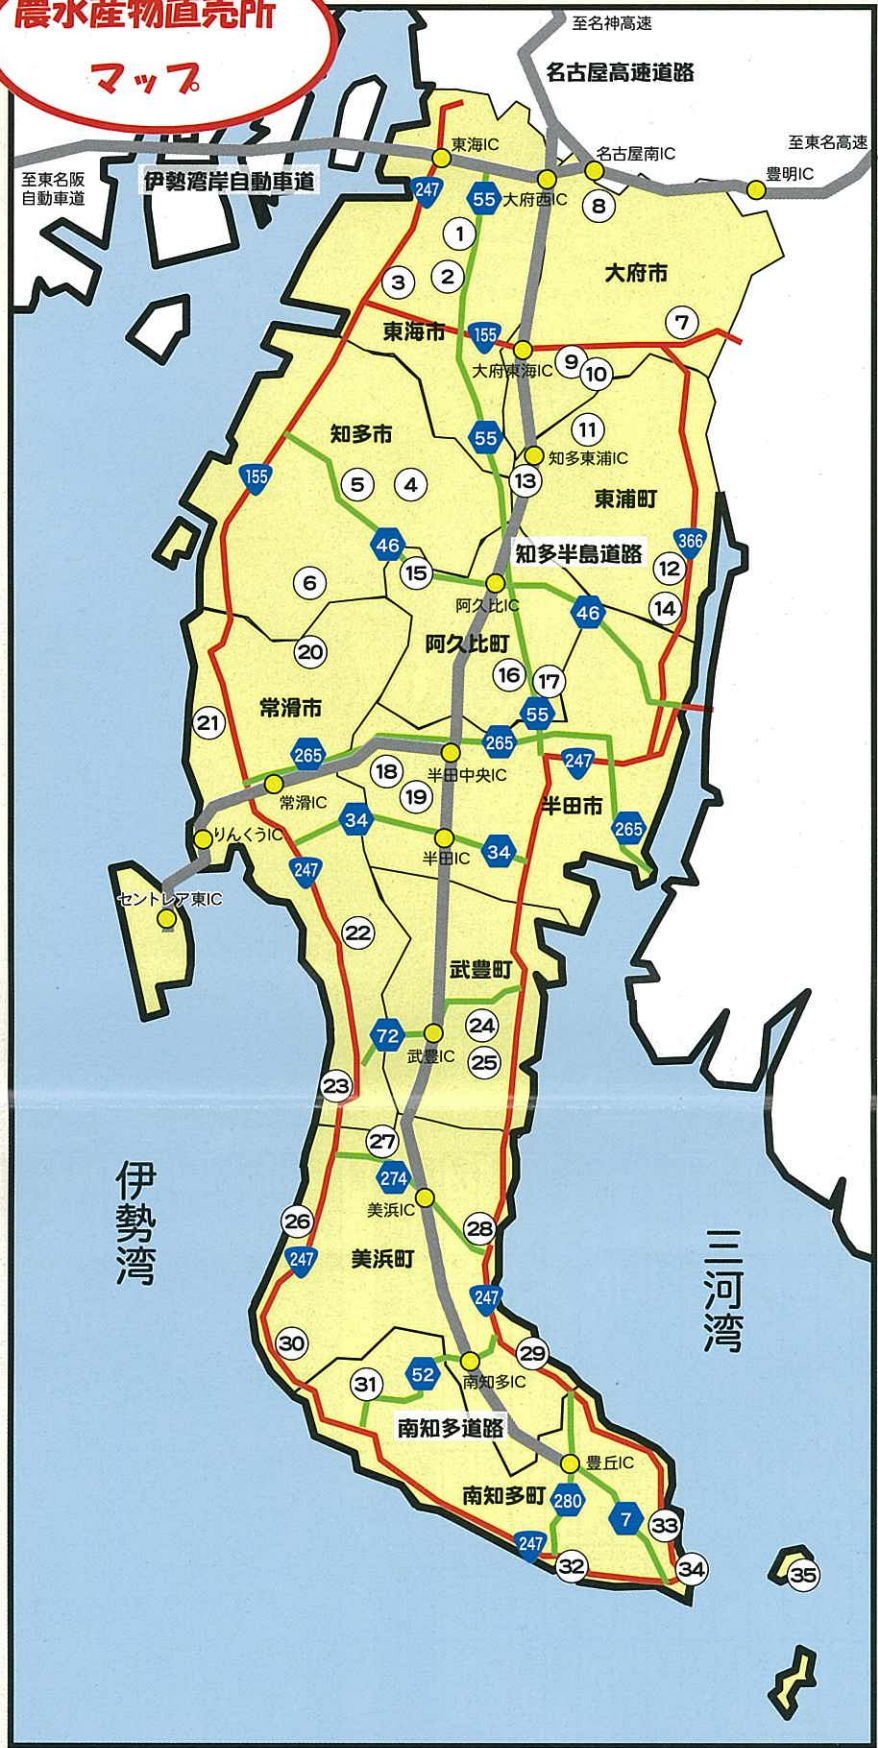 農水産物直売所
マップ
至名神高速
名古屋高速道路
東海IC
名古屋南IC
至東名高速
至東名阪
自動車道
伊勢湾岸自動車道
豊明IC
247
55
大府西IC
8
1
大府市
3
2
7
東海市
155
大府東海IC
9
10
知多市
55
11
知多東浦IC
155
5
4
13
東浦町
46
知多半島道路
366
6
15
12
阿久比IC
46
14
20
阿久比町
16
17
21
常滑市
55
265
265
247
18
半田中央IC
19
常滑IC
半田市
34
265
りんくうIC
半田IC
34
247
セントレア東IC
22
武豊町
24
72
武豊IC
25
23
27
伊勢湾
274
美浜IC
26
28
247
美浜町
三河湾
247
30
29
31
52
南知多IC
南知多道路
豊丘IC
南知多町
280
7
33
247
32
34
35